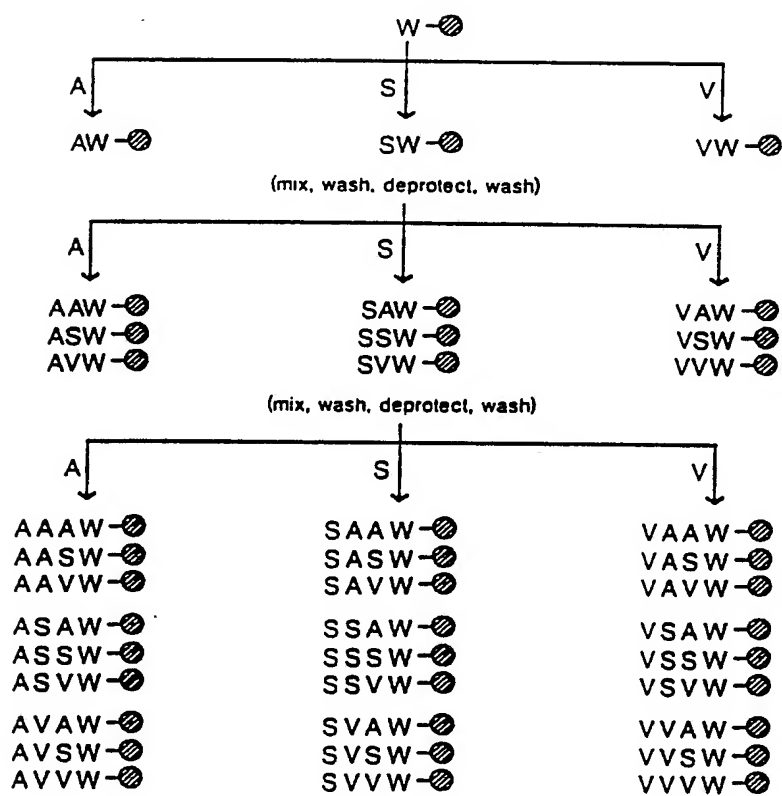 W
A S V
AW SW VW
(mix, wash, deprotect, wash)
A S V
AAW SAW VAW
ASW SSW VSW
AVW SVW VVW
(mix, wash, deprotect, wash)
A S V
AAAW SAAW VAAW
AASW SASW VASW
AAVW SAVW VAVW
ASAW SSAW VSAW
ASSW SSSW VSSW
ASVW SSVW VSVW
AVAW SVAW VVAW
AVSW SVSW VVSW
AVVW SVVW VVVW